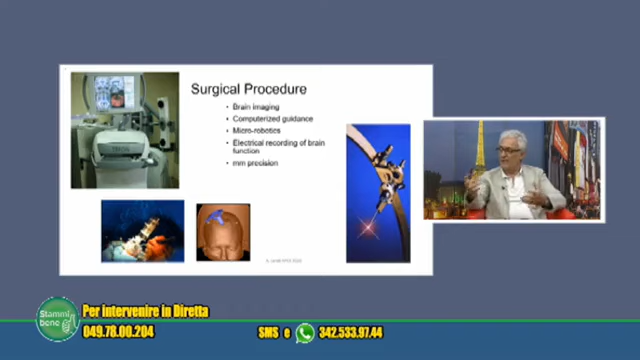 Surgical Procedure
• Brain imaging
• Computerized guidance
• Micro-robotics
• Electrical recording of brain
function
• mm precision
Stammi
bene
Per intervenire in Diretta
049.78.00.204
SMS e 342.533.97.44